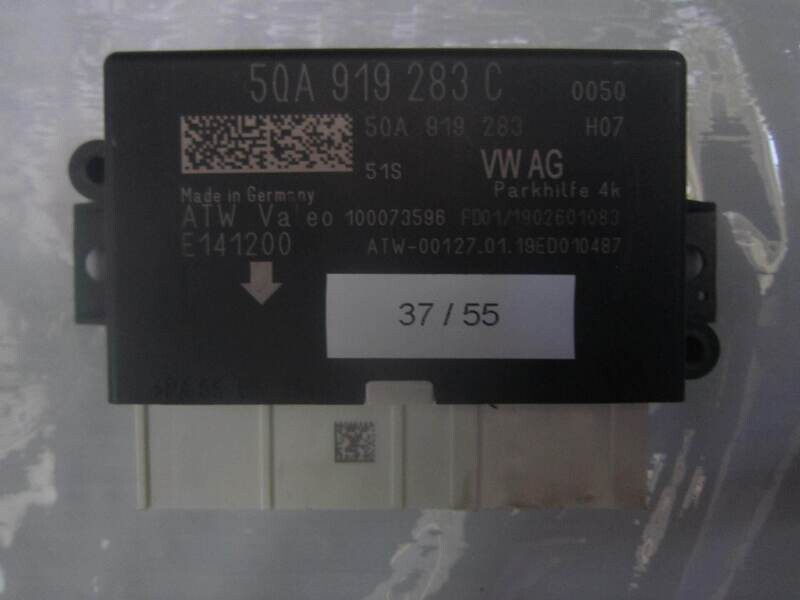 5QA 919 283 C 0050
5QA 919 283 H07
51S VW AG
Made in Germany Parkhilfe 4k
ATW Valeo 100073596 FD01/1902601083
E141200 ATW-00127.01.19ED010487
37 / 55